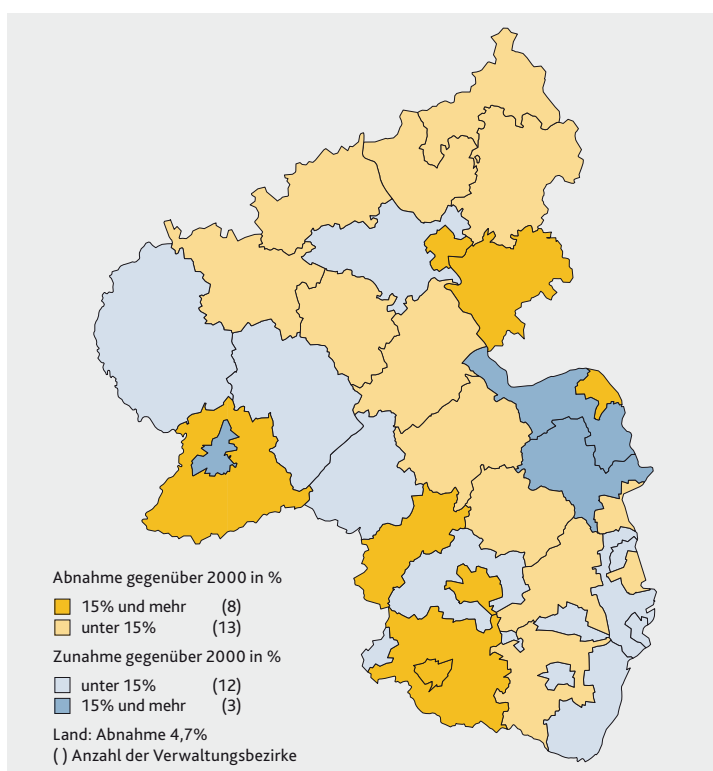 Abnahme gegenüber 2000 in %
15% und mehr (8)
unter 15% (13)
Zunahme gegenüber 2000 in %
unter 15% (12)
15% und mehr (3)
Land: Abnahme 4,7%
( ) Anzahl der Verwaltungsbezirke